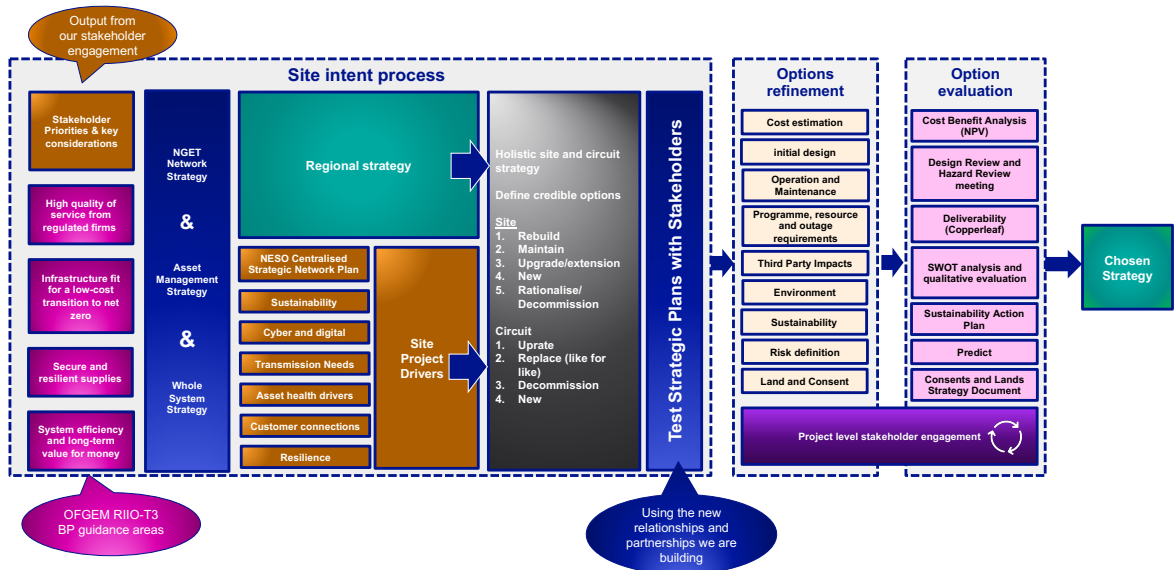 Output from
our stakeholder
engagement
Site intent process
Stakeholder
Priorities & key
considerations
High quality of
service from
regulated firms
Infrastructure fit
for a low-cost
transition to net
zero
Secure and
resilient supplies
System efficiency
and long-term
value for money
OFGEM RIIO-T3
BP guidance areas
NGET
Network
Strategy
&
Asset
Management
Strategy
&
Whole
System
Strategy
Regional strategy
NESO Centralised
Strategic Network Plan
Sustainability
Cyber and digital
Transmission Needs
Asset health drivers
Customer connections
Resilience
Site
Project
Drivers
Holistic site and circuit
strategy
Define credible options
Site
1. Rebuild
2. Maintain
3. Upgrade/extension
4. New
5. Rationalise/
Decommission
Circuit
1. Uprate
2. Replace (like for
like)
3. Decommission
4. New
Test Strategic Plans with Stakeholders
Using the new
relationships and
partnerships we are
building
Options
refinement
Cost estimation
initial design
Operation and
Maintenance
Programme, resource
and outage
requirements
Third Party Impacts
Environment
Sustainability
Risk definition
Land and Consent
Option
evaluation
Cost Benefit Analysis
(NPV)
Design Review and
Hazard Review
meeting
Deliverability
(Copperleaf)
SWOT analysis and
qualitative evaluation
Sustainability Action
Plan
Predict
Consents and Lands
Strategy Document
Project level stakeholder engagement
Chosen
Strategy